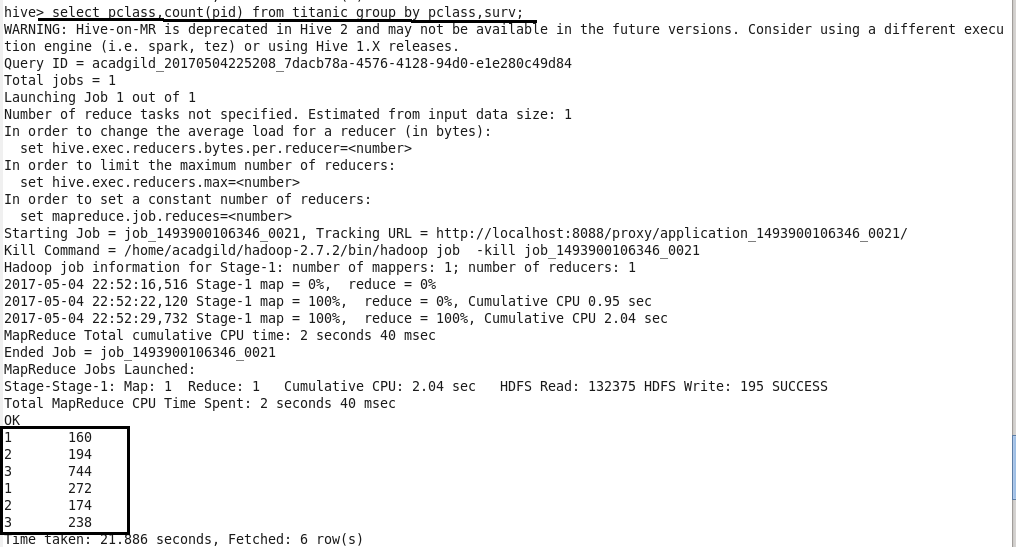 hive> select pclass,count(pid) from titanic group by pclass,surv;
WARNING: Hive-on-MR is deprecated in Hive 2 and may not be available in the future versions. Consider using a different execu
tion engine (i.e. spark, tez) or using Hive 1.X releases.
Query ID = acadgild_20170504225208_7dacb78a-4576-4128-94d0-e1e280c49d84
Total jobs = 1
Launching Job 1 out of 1
Number of reduce tasks not specified. Estimated from input data size: 1
In order to change the average load for a reducer (in bytes):
  set hive.exec.reducers.bytes.per.reducer=<number>
In order to limit the maximum number of reducers:
  set hive.exec.reducers.max=<number>
In order to set a constant number of reducers:
  set mapreduce.job.reduces=<number>
Starting Job = job_1493900106346_0021, Tracking URL = http://localhost:8088/proxy/application_1493900106346_0021/
Kill Command = /home/acadgild/hadoop-2.7.2/bin/hadoop job  -kill job_1493900106346_0021
Hadoop job information for Stage-1: number of mappers: 1; number of reducers: 1
2017-05-04 22:52:16,516 Stage-1 map = 0%,  reduce = 0%
2017-05-04 22:52:22,120 Stage-1 map = 100%,  reduce = 0%, Cumulative CPU 0.95 sec
2017-05-04 22:52:29,732 Stage-1 map = 100%,  reduce = 100%, Cumulative CPU 2.04 sec
MapReduce Total cumulative CPU time: 2 seconds 40 msec
Ended Job = job_1493900106346_0021
MapReduce Jobs Launched:
Stage-Stage-1: Map: 1  Reduce: 1   Cumulative CPU: 2.04 sec   HDFS Read: 132375 HDFS Write: 195 SUCCESS
Total MapReduce CPU Time Spent: 2 seconds 40 msec
OK
1       160
2       194
3       744
1       272
2       174
3       238
Time taken: 21.886 seconds, Fetched: 6 row(s)